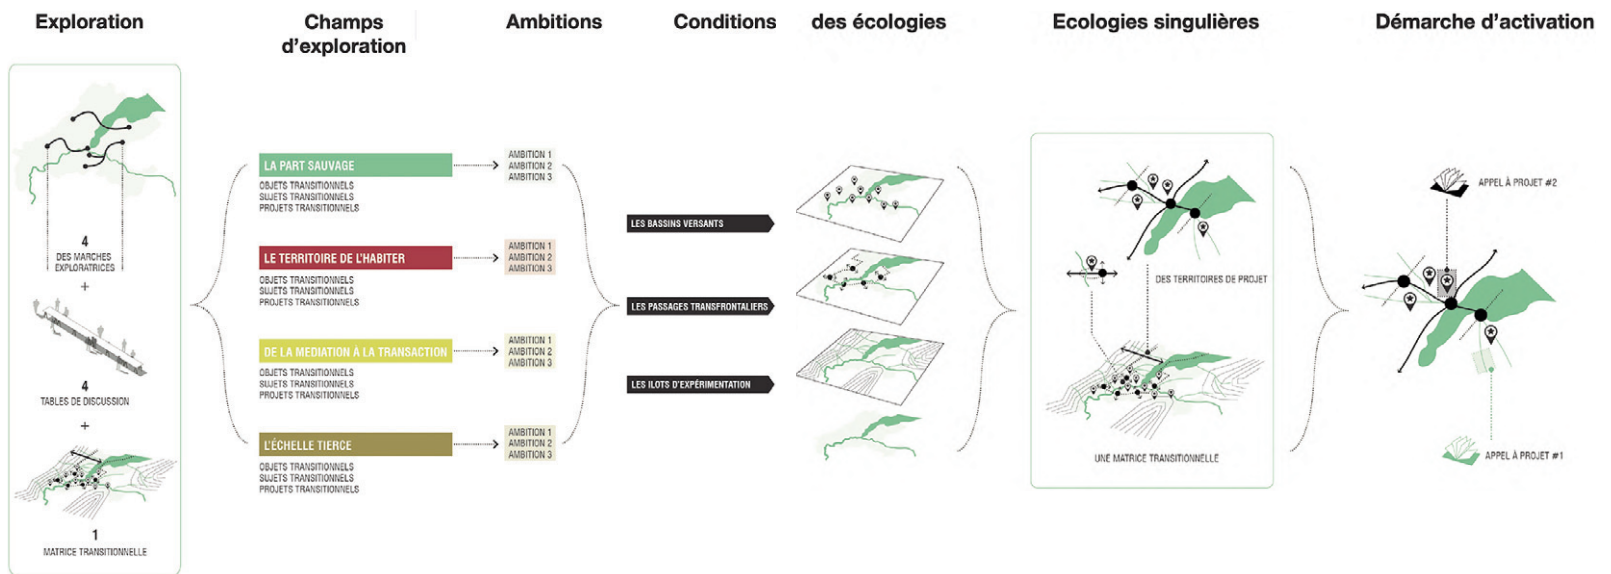 Exploration
Champs
d'exploration
Ambitions
Conditions
des écologies
Ecologies singulières
Démarche d'activation
4
DES MARCHES
EXPLORATRICES
+
4
TABLES DE DISCUSSION
+
1
MATRICE TRANSITIONNELLE
LA PART SAUVAGE
OBJETS TRANSITIONNELS
SUJETS TRANSITIONNELS
PROJETS TRANSITIONNELS
AMBITION 1
AMBITION 2
AMBITION 3
LE TERRITOIRE DE L'HABITER
OBJETS TRANSITIONNELS
SUJETS TRANSITIONNELS
PROJETS TRANSITIONNELS
AMBITION 1
AMBITION 2
AMBITION 3
DE LA MEDIATION À LA TRANSACTION
OBJETS TRANSITIONNELS
SUJETS TRANSITIONNELS
PROJETS TRANSITIONNELS
AMBITION 1
AMBITION 2
AMBITION 3
L'ÉCHELLE TIERCE
OBJETS TRANSITIONNELS
SUJETS TRANSITIONNELS
PROJETS TRANSITIONNELS
AMBITION 1
AMBITION 2
AMBITION 3
LES BASSINS VERSANTS
LES PASSAGES TRANSFRONTALIERS
LES ILOTS D'EXPÉRIMENTATION
DES TERRITOIRES DE PROJET
UNE MATRICE TRANSITIONNELLE
APPEL À PROJET #2
APPEL À PROJET #1